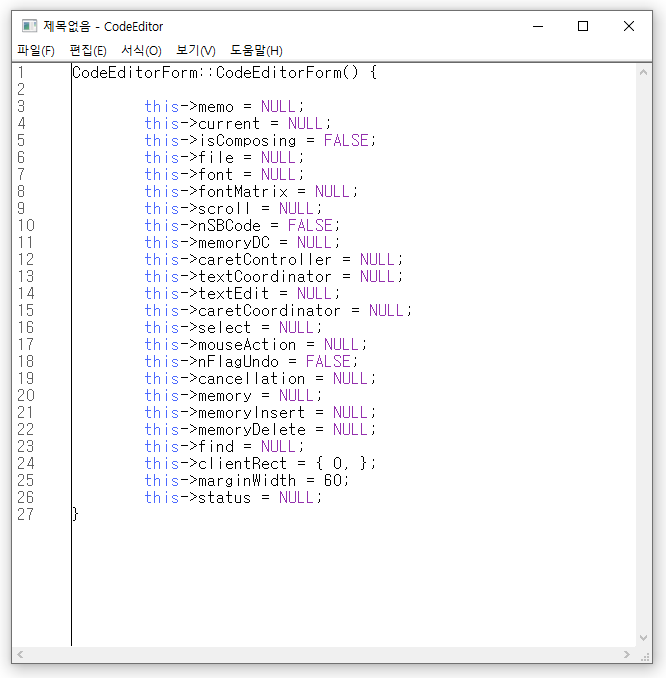 제목없음 - CodeEditor
파일(F) 편집(E) 서식(O) 보기(V) 도움말(H)
1 CodeEditorForm::CodeEditorForm() {
2
3 this->memo = NULL;
4 this->current = NULL;
5 this->isComposing = FALSE;
6 this->file = NULL;
7 this->font = NULL;
8 this->fontMatrix = NULL;
9 this->scroll = NULL;
10 this->nSBCode = FALSE;
11 this->memoryDC = NULL;
12 this->caretController = NULL;
13 this->textCoordinator = NULL;
14 this->textEdit = NULL;
15 this->caretCoordinator = NULL;
16 this->select = NULL;
17 this->mouseAction = NULL;
18 this->nFlagUndo = FALSE;
19 this->cancellation = NULL;
20 this->memory = NULL;
21 this->memoryInsert = NULL;
22 this->memoryDelete = NULL;
23 this->find = NULL;
24 this->clientRect = { 0, };
25 this->marginWidth = 60;
26 this->status = NULL;
27 }